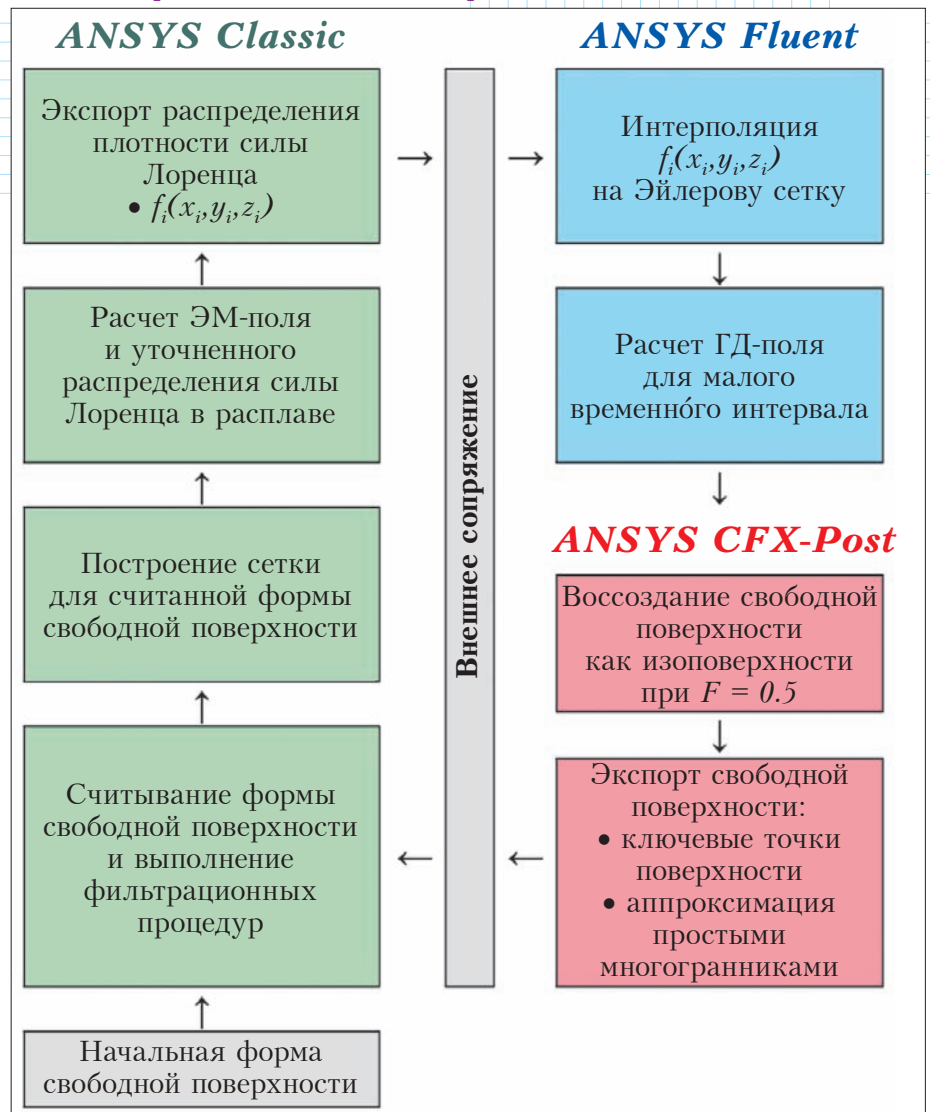 ANSYS Classic
Экспорт распределения
плотности силы
Лоренца
• fᵢ(xᵢ,yᵢ,zᵢ)
Расчет ЭМ-поля
и уточненного
распределения силы
Лоренца в расплаве
Построение сетки
для считанной формы
свободной поверхности
Считывание формы
свободной поверхности
и выполнение
фильтрационных
процедур
Начальная форма
свободной поверхности
Внешнее сопряжение
ANSYS Fluent
Интерполяция
fᵢ(xᵢ,yᵢ,zᵢ)
на Эйлерову сетку
Расчет ГД-поля
для малого
временно́го интервала
ANSYS CFX-Post
Воссоздание свободной
поверхности
как изоповерхности
при F = 0.5
Экспорт свободной
поверхности:
• ключевые точки
поверхности
• аппроксимация
простыми
многогранниками